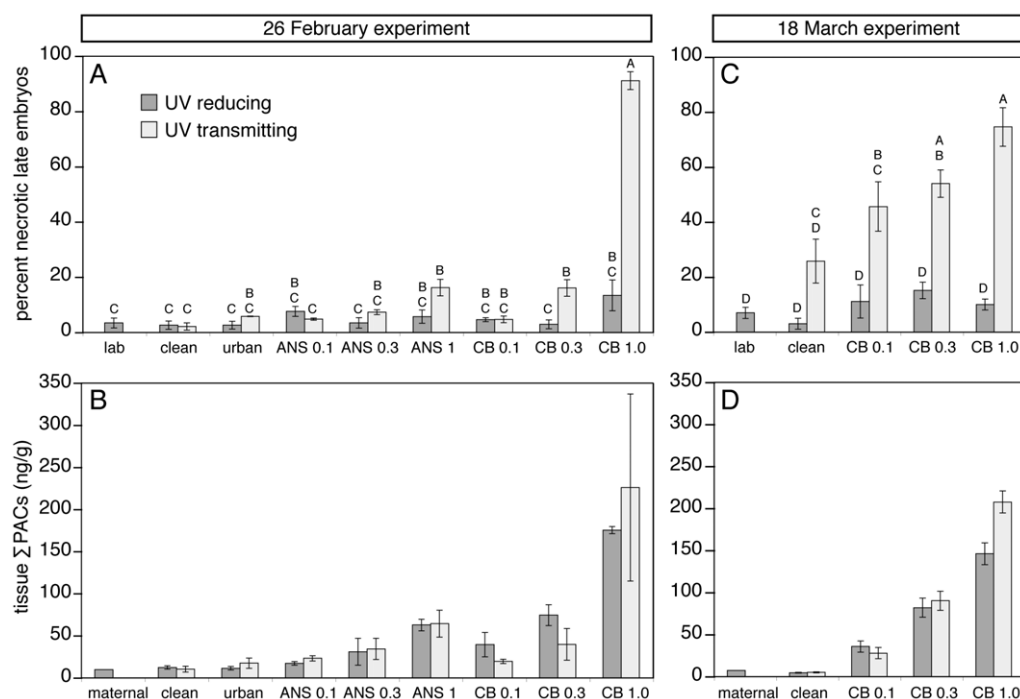 26 February experiment
18 March experiment
A
UV reducing
UV transmitting
percent necrotic late embryos
100
80
60
40
20
0
C
C C
C B C
B C C
C B C
B C B
B C B C
C B
B C A
lab clean urban ANS 0.1 ANS 0.3 ANS 1 CB 0.1 CB 0.3 CB 1.0
C
100
80
60
40
20
0
D
D C D
D B C
D A B
D A
lab clean CB 0.1 CB 0.3 CB 1.0
B
tissue ∑PACs (ng/g)
350
300
250
200
150
100
50
0
maternal clean urban ANS 0.1 ANS 0.3 ANS 1 CB 0.1 CB 0.3 CB 1.0
D
350
300
250
200
150
100
50
0
maternal clean CB 0.1 CB 0.3 CB 1.0